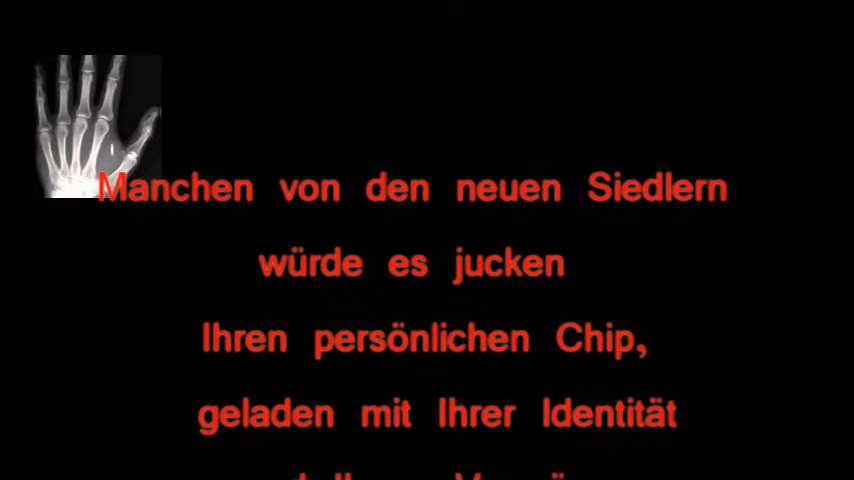 Manchen von den neuen Siedlern
würde es jucken
Ihren persönlichen Chip,
geladen mit Ihrer Identität